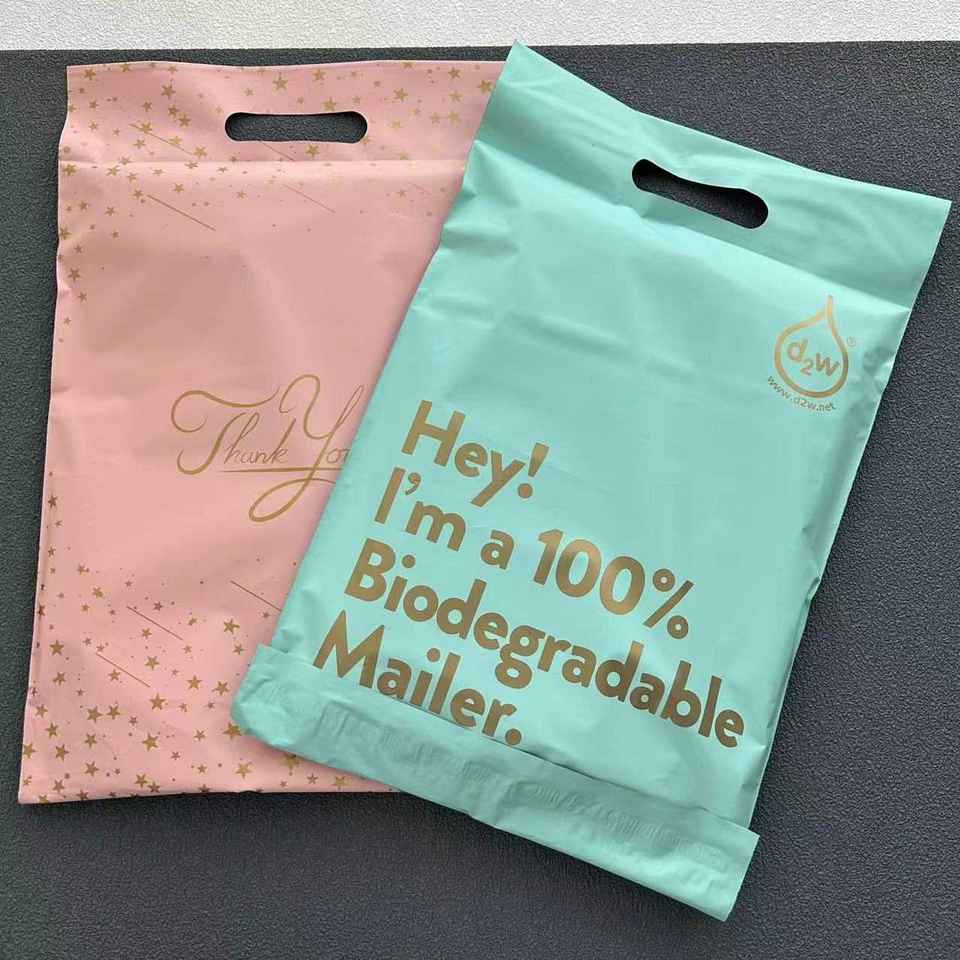 Thank You
d2w®
www.d2w.net
Hey!
I'm a 100%
Biodegradable
Mailer.